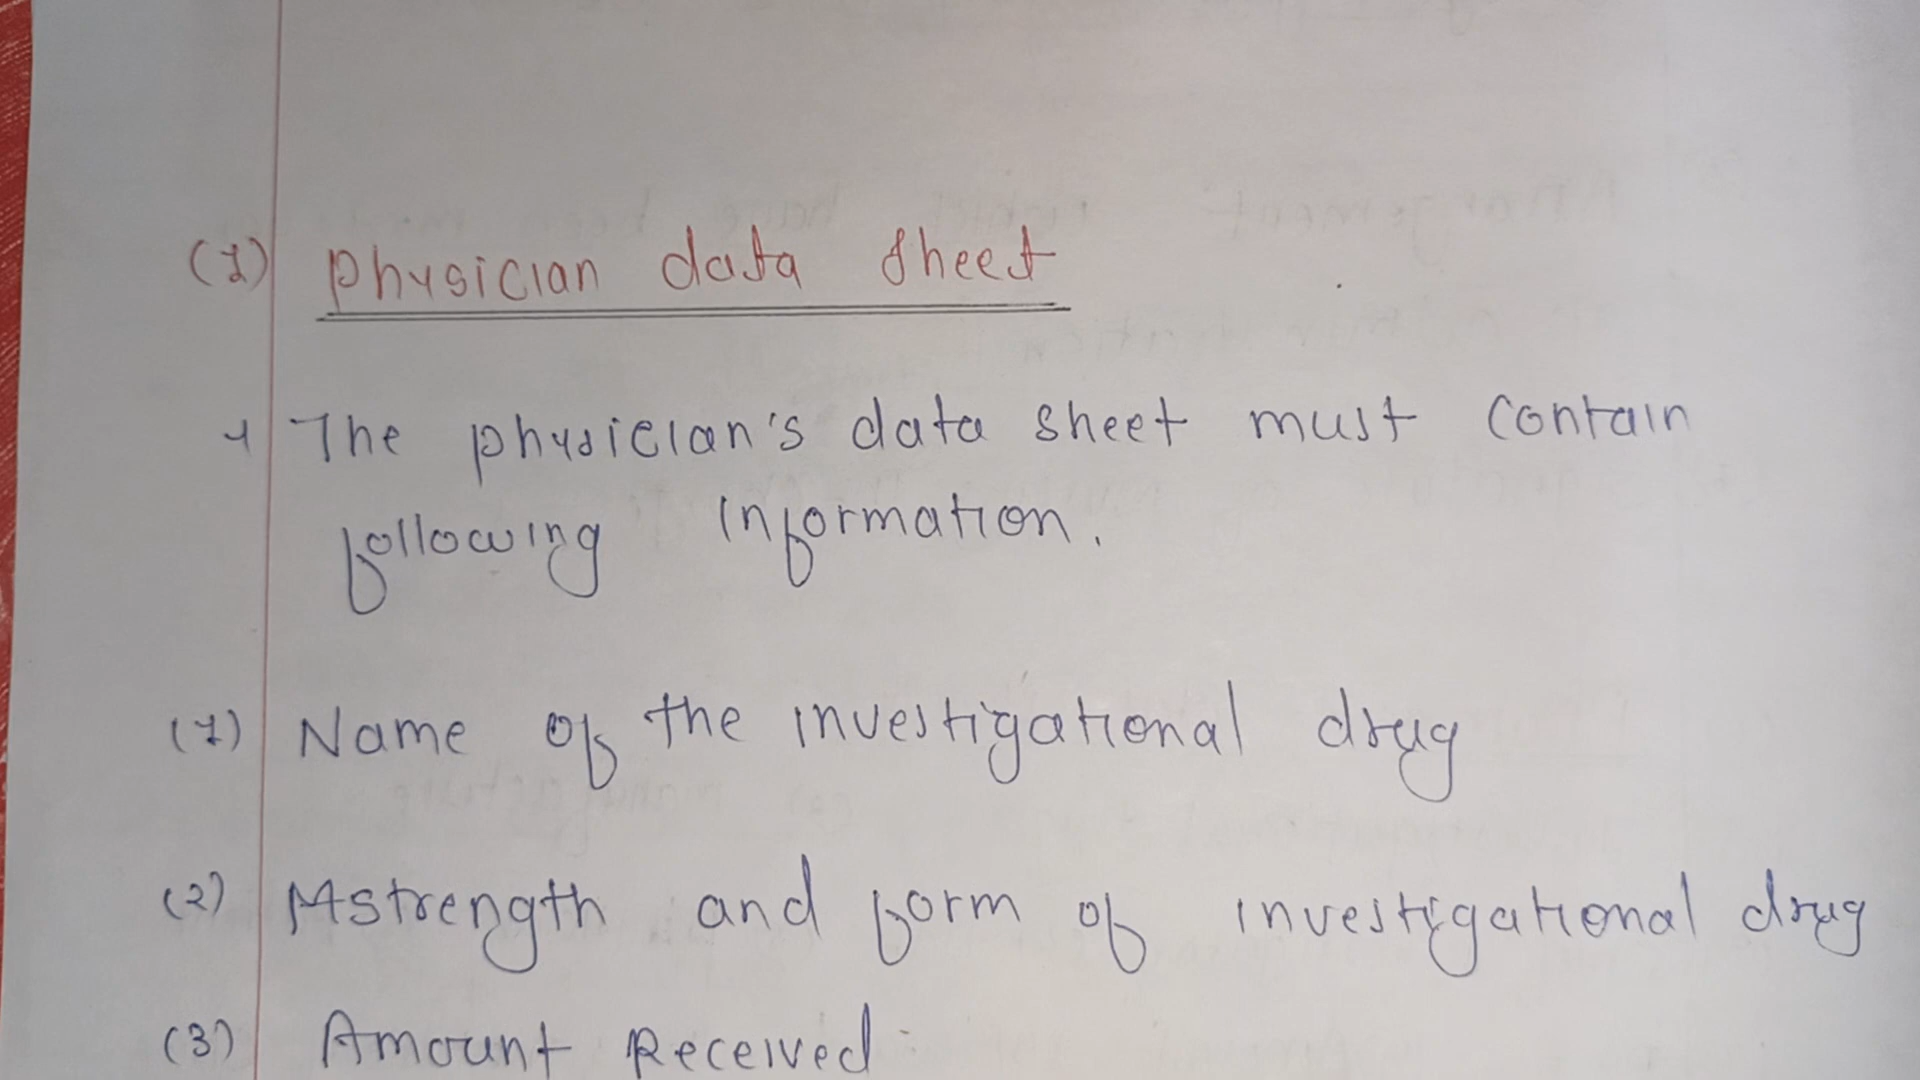 (1) physician data sheet
The physician's data sheet must contain
following information.
(1) Name of the investigational drug
(2) Mstrength and form of investigational drug
(3) Amount Received